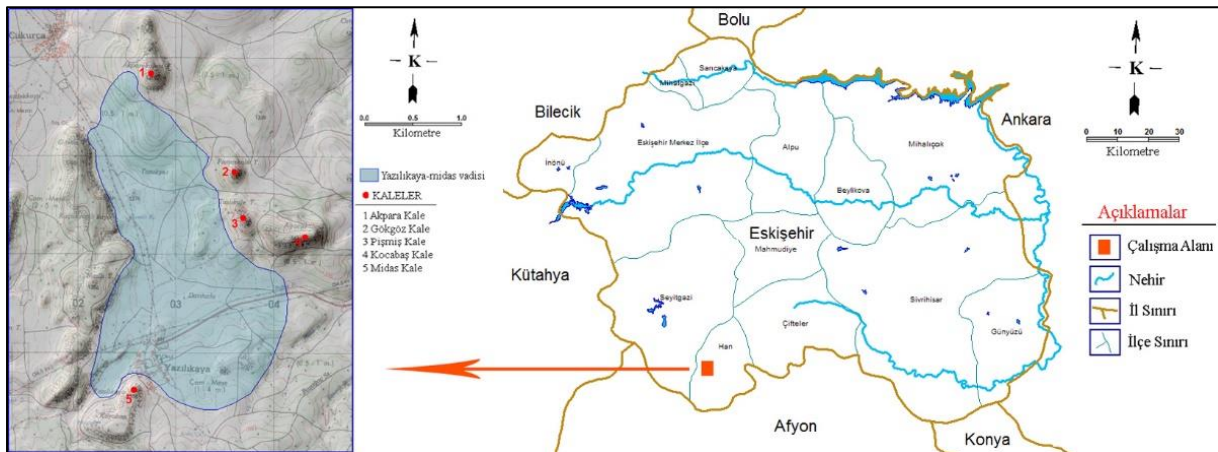 Çukurca
1
2
3
4
5
02
03
04
Yazılıkaya
K
0.0
0.5
1.0
Kilometre
Yazılıkaya-midas vadisi
KALELER
1 Akpara Kale
2 Gökgöz Kale
3 Pişmiş Kale
4 Kocabaş Kale
5 Midas Kale
Bolu
Bilecik
Ankara
Kütahya
Afyon
Konya
Sarıcakaya
Mihalgazi
Eskişehir Merkez İlçe
İnönü
Alpu
Mihalıçcık
Beylikova
Eskişehir
Mahmudiye
Seyitgazi
Sivrihisar
Günyüzü
Çifteler
Han
K
0
10
20
30
Kilometre
Açıklamalar
Çalışma Alanı
Nehir
İl Sınırı
İlçe Sınırı